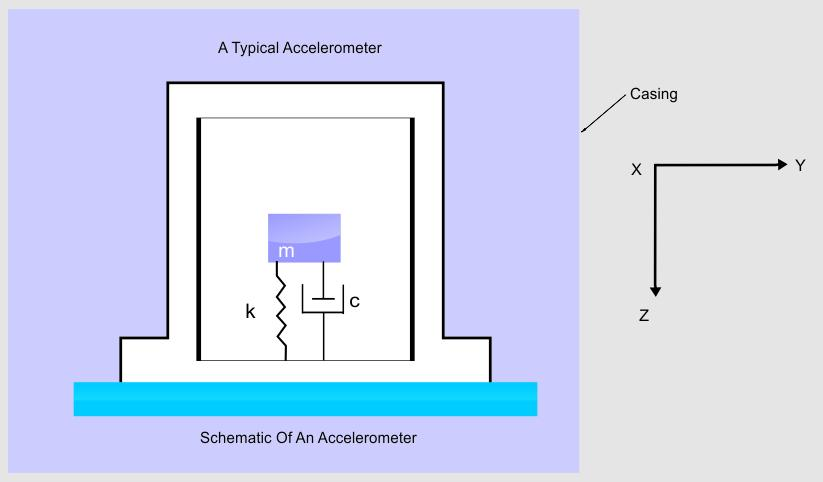 A Typical Accelerometer
Casing
X
Y
m
k
c
Z
Schematic Of An Accelerometer